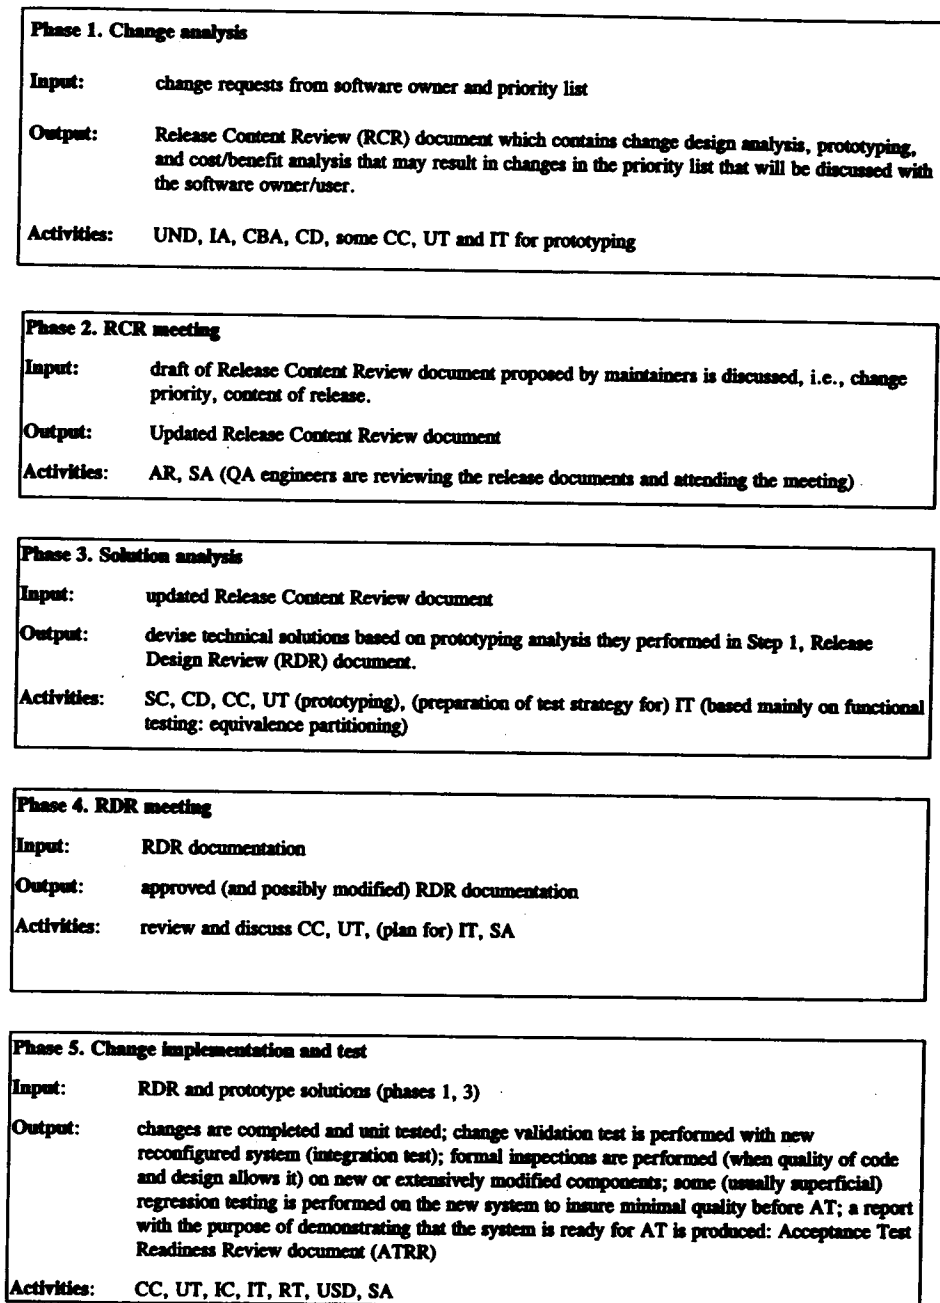 Phase 1. Change analysis
Input: change requests from software owner and priority list
Output: Release Content Review (RCR) document which contains change design analysis, prototyping,
and cost/benefit analysis that may result in changes in the priority list that will be discussed with
the software owner/user.
Activities: UND, IA, CBA, CD, some CC, UT and IT for prototyping
Phase 2. RCR meeting
Input: draft of Release Content Review document proposed by maintainers is discussed, i.e., change
priority, content of release.
Output: Updated Release Content Review document
Activities: AR, SA (QA engineers are reviewing the release documents and attending the meeting)
Phase 3. Solution analysis
Input: updated Release Content Review document
Output: devise technical solutions based on prototyping analysis they performed in Step 1, Release
Design Review (RDR) document.
Activities: SC, CD, CC, UT (prototyping), (preparation of test strategy for) IT (based mainly on functional
testing: equivalence partitioning)
Phase 4. RDR meeting
Input: RDR documentation
Output: approved (and possibly modified) RDR documentation
Activities: review and discuss CC, UT, (plan for) IT, SA
Phase 5. Change implementation and test
Input: RDR and prototype solutions (phases 1, 3)
Output: changes are completed and unit tested; change validation test is performed with new
reconfigured system (integration test); formal inspections are performed (when quality of code
and design allows it) on new or extensively modified components; some (usually superficial)
regression testing is performed on the new system to insure minimal quality before AT; a report
with the purpose of demonstrating that the system is ready for AT is produced: Acceptance Test
Readiness Review document (ATRR)
Activities: CC, UT, IC, IT, RT, USD, SA